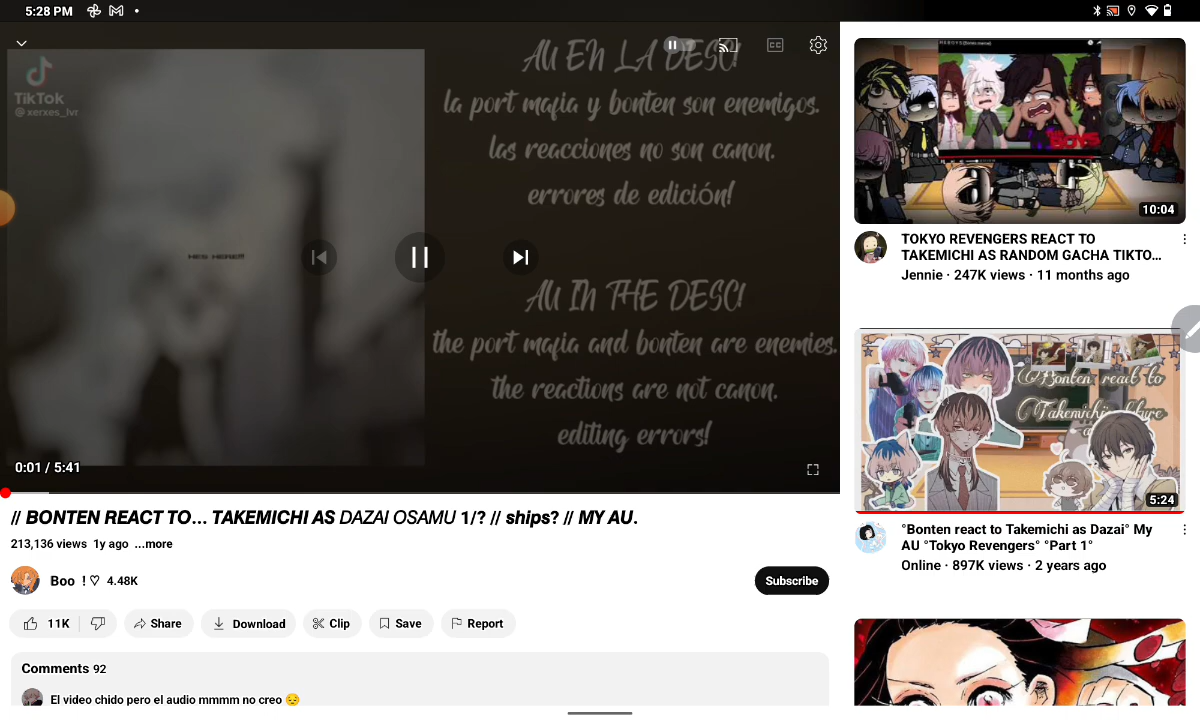 5:28 PM
TikTok
@xerxes_lvr
AU EN LA DESC!
la port mafia y bonten son enemigos.
las reacciones no son canon.
errores de edición!
AU IN THE DESC!
the port mafia and bonten are enemies.
the reactions are not canon.
editing errors!
CC
0:01 / 5:41
// BONTEN REACT TO... TAKEMICHI AS DAZAI OSAMU 1/? // ships? // MY AU.
213,136 views 1y ago ...more
Boo !♡ 4.48K
Subscribe
11K
Share
Download
Clip
Save
Report
Comments 92
El video chido pero el audio mmmm no creo 😔
BOYS
10:04
TOKYO REVENGERS REACT TO
TAKEMICHI AS RANDOM GACHA TIKTO...
Jennie · 247K views · 11 months ago
Bonten react to
5:24
°Bonten react to Takemichi as Dazai° My
AU °Tokyo Revengers° °Part 1°
Online · 897K views · 2 years ago